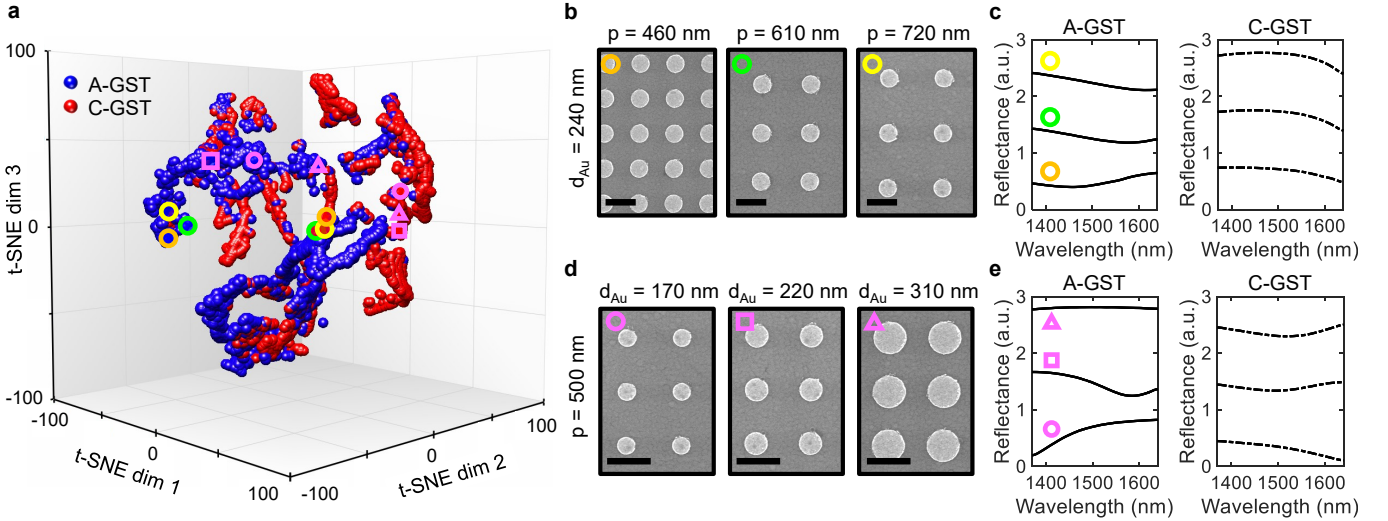 a
100
t-SNE dim 3
0
-100
A-GST
C-GST
-100
0
100
t-SNE dim 1
-100
0
100
t-SNE dim 2
b
p = 460 nm
p = 610 nm
p = 720 nm
d_Au = 240 nm
c
A-GST
C-GST
Reflectance (a.u.)
3
2
1
0
1400 1500 1600
Wavelength (nm)
Reflectance (a.u.)
3
2
1
0
1400 1500 1600
Wavelength (nm)
d
d_Au = 170 nm
d_Au = 220 nm
d_Au = 310 nm
p = 500 nm
e
A-GST
C-GST
Reflectance (a.u.)
3
2
1
0
1400 1500 1600
Wavelength (nm)
Reflectance (a.u.)
3
2
1
0
1400 1500 1600
Wavelength (nm)